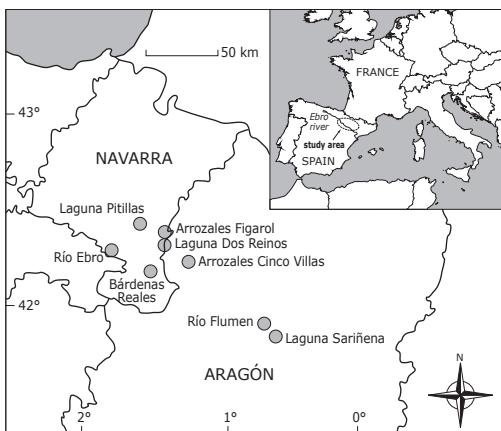 50 km
FRANCE
Ebro
river
study area
SPAIN
43°
NAVARRA
Laguna Pitillas
Arrozales Figarol
Laguna Dos Reinos
Río Ebro
Arrozales Cinco Villas
Bárdenas
Reales
42°
Río Flumen
Laguna Sariñena
ARAGÓN
N
2°
1°
0°